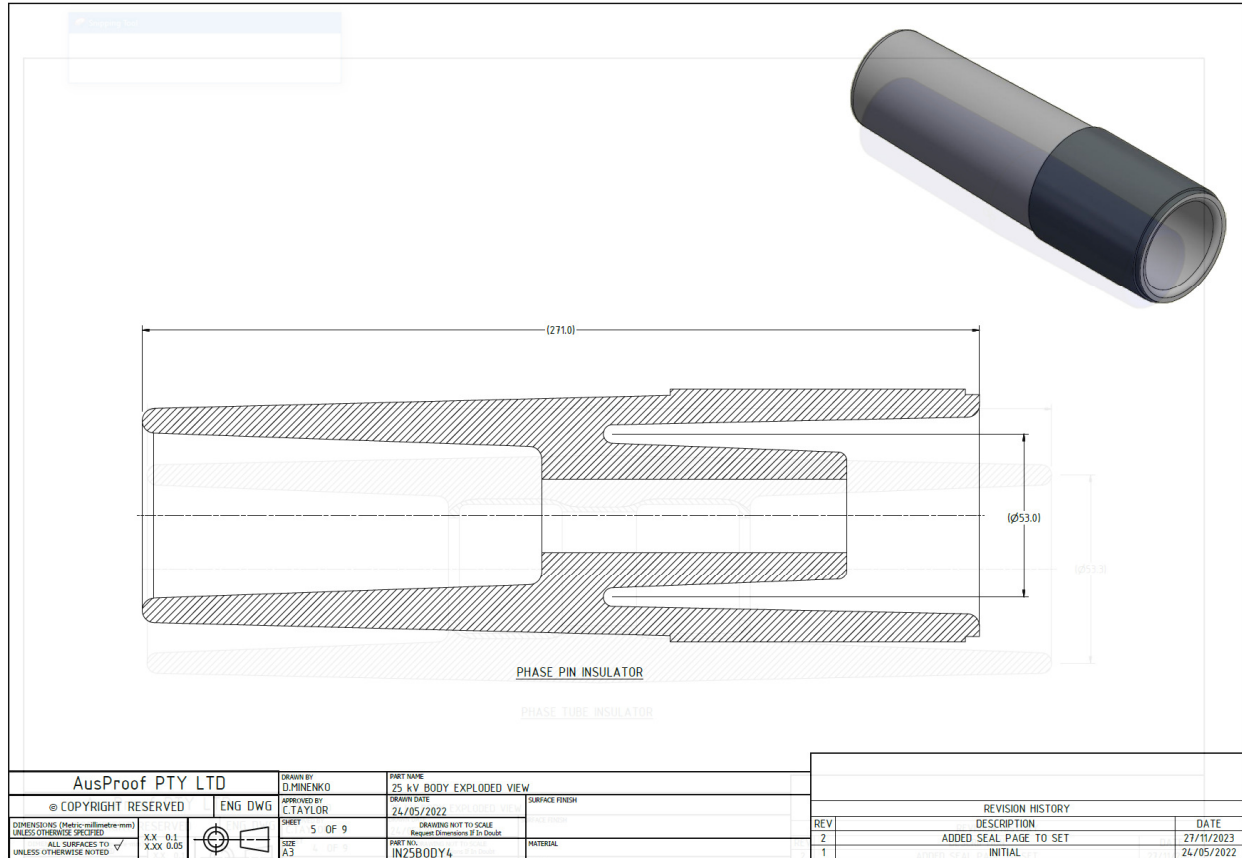 Snipping Tool
(271.0)
(Ø53.0)
(Ø53.3)
PHASE PIN INSULATOR
PHASE TUBE INSULATOR
AusProof PTY LTD
© COPYRIGHT RESERVED
ENG DWG
DIMENSIONS (Metric-millimetre-mm)
UNLESS OTHERWISE SPECIFIED
ALL SURFACES TO
UNLESS OTHERWISE NOTED
X.X 0.1
X.XX 0.05
DRAWN BY
D.MINENKO
APPROVED BY
C.TAYLOR
SHEET
5 OF 9
SIZE
A3
PART NAME
25 kV BODY EXPLODED VIEW
DRAWN DATE
24/05/2022
DRAWING NOT TO SCALE
Request Dimensions If In Doubt
PART NO.
IN25BODY4
SURFACE FINISH
MATERIAL
REVISION HISTORY
REV DESCRIPTION DATE
2 ADDED SEAL PAGE TO SET 27/11/2023
1 INITIAL 24/05/2022